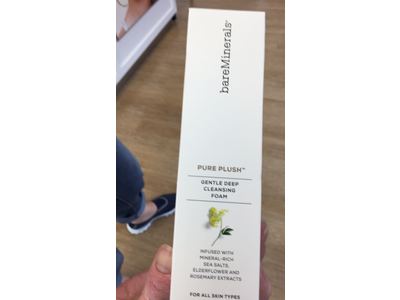 bareMinerals®
PURE PLUSH™
GENTLE DEEP
CLEANSING
FOAM
INFUSED WITH
MINERAL-RICH
SEA SALTS,
ELDERFLOWER AND
ROSEMARY EXTRACTS
FOR ALL SKIN TYPES